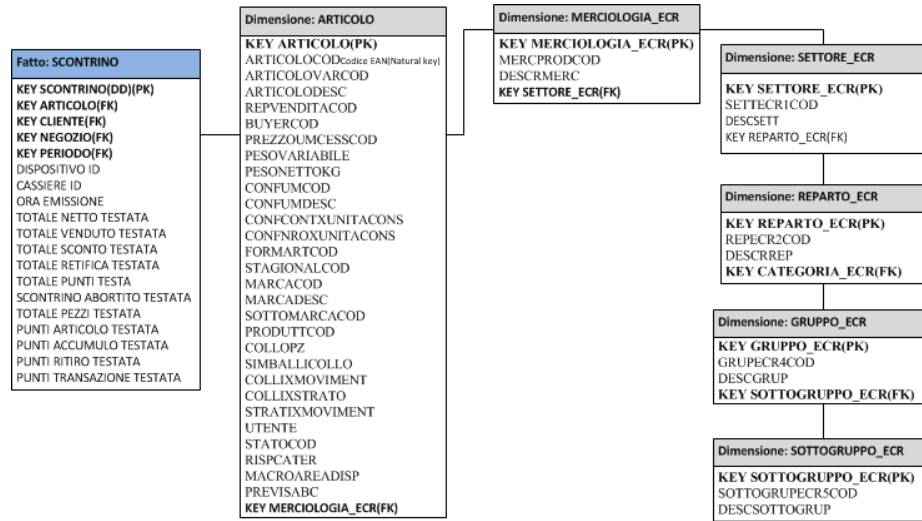 Fatto: SCONTRINO
KEY SCONTRINO(DD)(PK)
KEY ARTICOLO(FK)
KEY CLIENTE(FK)
KEY NEGOZIO(FK)
KEY PERIODO(FK)
DISPOSITIVO ID
CASSIERE ID
ORA EMISSIONE
TOTALE NETTO TESTATA
TOTALE VENDUTO TESTATA
TOTALE SCONTO TESTATA
TOTALE RETIFICA TESTATA
TOTALE PUNTI TESTA
SCONTRINO ABORTITO TESTATA
TOTALE PEZZI TESTATA
PUNTI ARTICOLO TESTATA
PUNTI ACCUMULO TESTATA
PUNTI RITIRO TESTATA
PUNTI TRANSAZIONE TESTATA
Dimensione: ARTICOLO
KEY ARTICOLO(PK)
ARTICOLOCODCodice EAN(Natural key)
ARTICOLOVARCOD
ARTICOLODESC
REPVENDITACOD
BUYERCOD
PREZZOUMCESSCOD
PESOVARIABILE
PESONETTOKG
CONFUMCOD
CONFUMDESC
CONFCONTXUNITACONS
CONFNROXUNITACONS
FORMARTCOD
STAGIONALCOD
MARCACOD
MARCADESC
SOTTOMARCACOD
PRODUTTCOD
COLLOPZ
SIMBALLICOLLO
COLLIXMOVIMENT
COLLIXSTRATO
STRATIXMOVIMENT
UTENTE
STATOCOD
RISPCATER
MACROAREADISP
PREVISABC
KEY MERCIOLOGIA_ECR(FK)
Dimensione: MERCIOLOGIA_ECR
KEY MERCIOLOGIA_ECR(PK)
MERCPRODCOD
DESCRMERC
KEY SETTORE_ECR(FK)
Dimensione: SETTORE_ECR
KEY SETTORE_ECR(PK)
SETTECR1COD
DESCSETT
KEY REPARTO_ECR(FK)
Dimensione: REPARTO_ECR
KEY REPARTO_ECR(PK)
REPECR2COD
DESCRREP
KEY CATEGORIA_ECR(FK)
Dimensione: GRUPPO_ECR
KEY GRUPPO_ECR(PK)
GRUPECR4COD
DESCGRUP
KEY SOTTOGRUPPO_ECR(FK)
Dimensione: SOTTOGRUPPO_ECR
KEY SOTTOGRUPPO_ECR(PK)
SOTTOGRUPECR5COD
DESCSOTTOGRUP